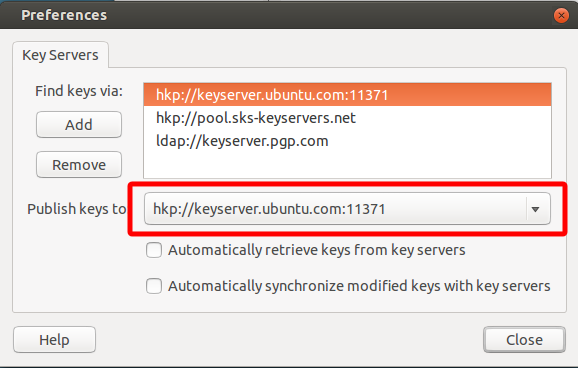 Preferences
Key Servers
Find keys via:
hkp://keyserver.ubuntu.com:11371
Add
hkp://pool.sks-keyservers.net
ldap://keyserver.pgp.com
Remove
Publish keys to
hkp://keyserver.ubuntu.com:11371
Automatically retrieve keys from key servers
Automatically synchronize modified keys with key servers
Help
Close